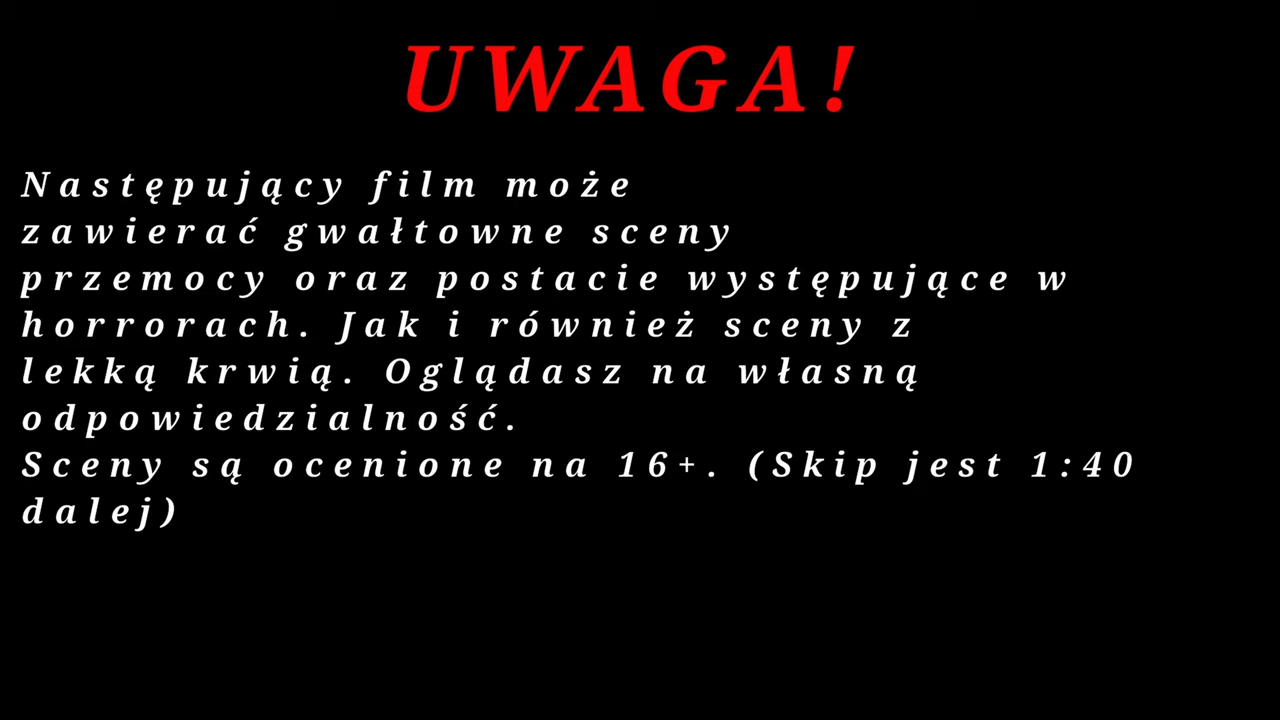 UWAGA!
Następujący film może
zawierać gwałtowne sceny
przemocy oraz postacie występujące w
horrorach. Jak i również sceny z
lekką krwią. Oglądasz na własną
odpowiedzialność.
Sceny są ocenione na 16+. (Skip jest 1:40
dalej)